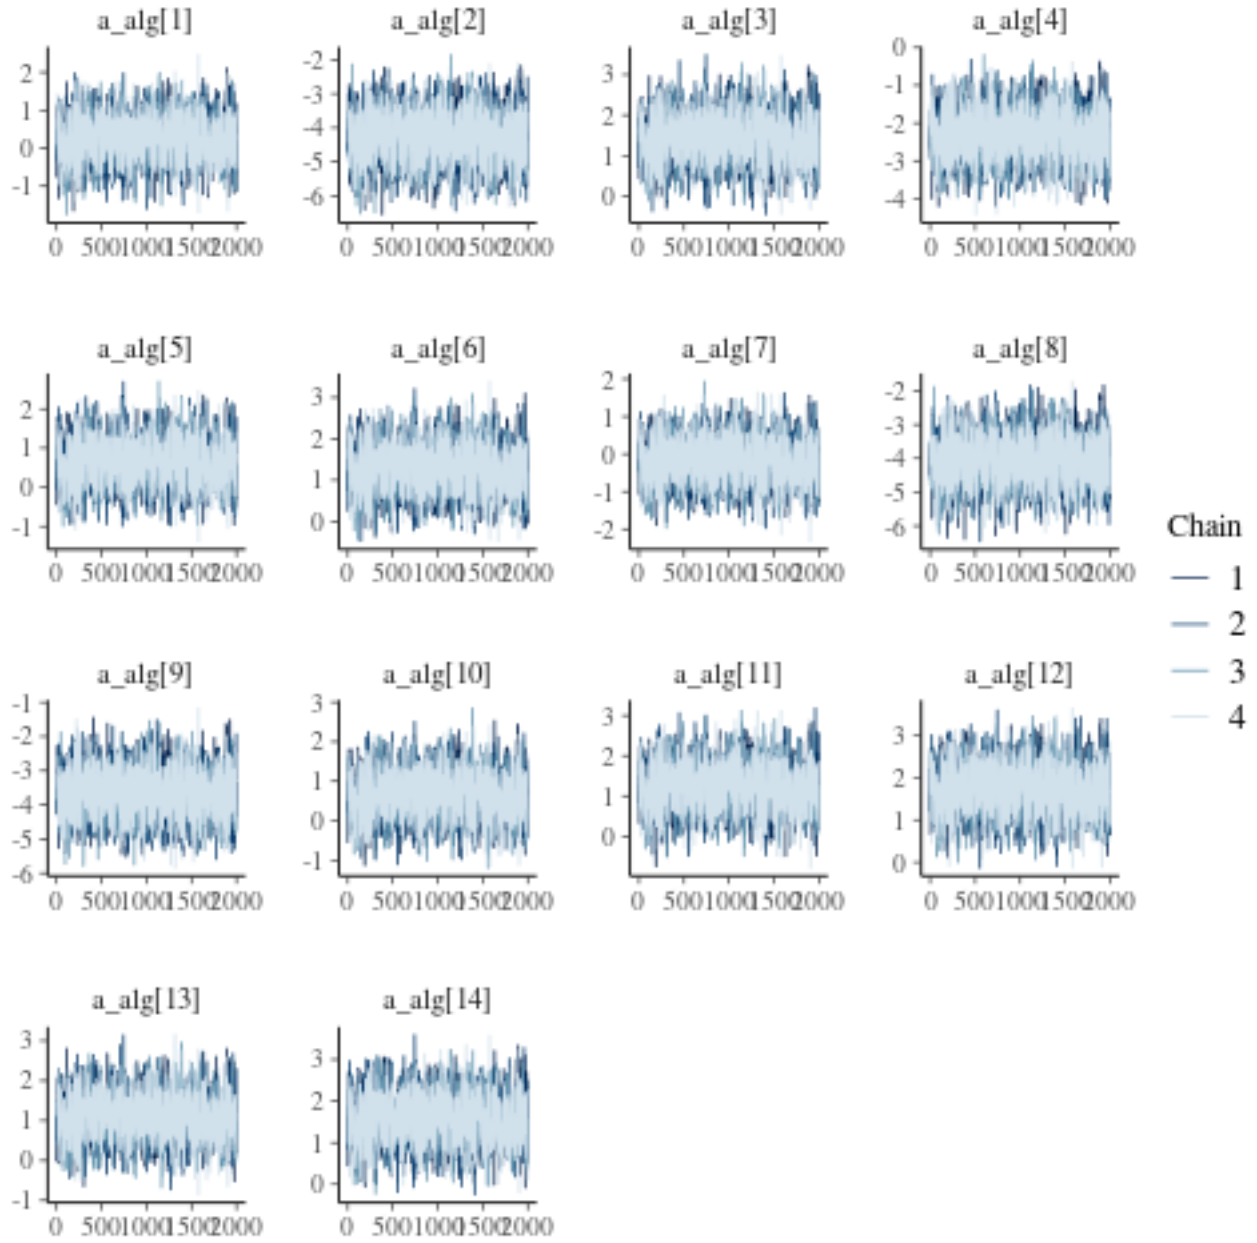 a_alg[1] a_alg[2] a_alg[3] a_alg[4]
2 1 0 -1
-2 -3 -4 -5 -6
3 2 1 0
0 -1 -2 -3 -4
0 500 1000 1500 2000 0 500 1000 1500 2000 0 500 1000 1500 2000 0 500 1000 1500 2000
a_alg[5] a_alg[6] a_alg[7] a_alg[8]
2 1 0 -1
3 2 1 0
2 1 0 -1 -2
-2 -3 -4 -5 -6
0 500 1000 1500 2000 0 500 1000 1500 2000 0 500 1000 1500 2000 0 500 1000 1500 2000
Chain
1
2
3
4
a_alg[9] a_alg[10] a_alg[11] a_alg[12]
-1 -2 -3 -4 -5 -6
3 2 1 0 -1
3 2 1 0
3 2 1 0
0 500 1000 1500 2000 0 500 1000 1500 2000 0 500 1000 1500 2000 0 500 1000 1500 2000
a_alg[13] a_alg[14]
3 2 1 0 -1
3 2 1 0
0 500 1000 1500 2000 0 500 1000 1500 2000